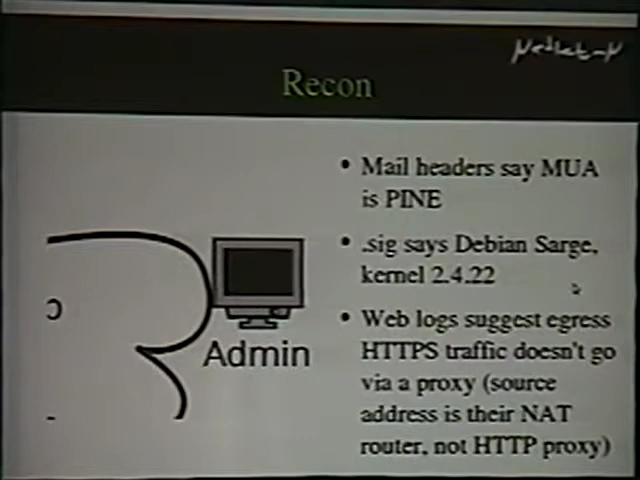 Recon
• Mail headers say MUA
is PINE
• .sig says Debian Sarge,
kernel 2.4.22
• Web logs suggest egress
HTTPS traffic doesn't go
via a proxy (source
address is their NAT
router, not HTTP proxy)
Admin